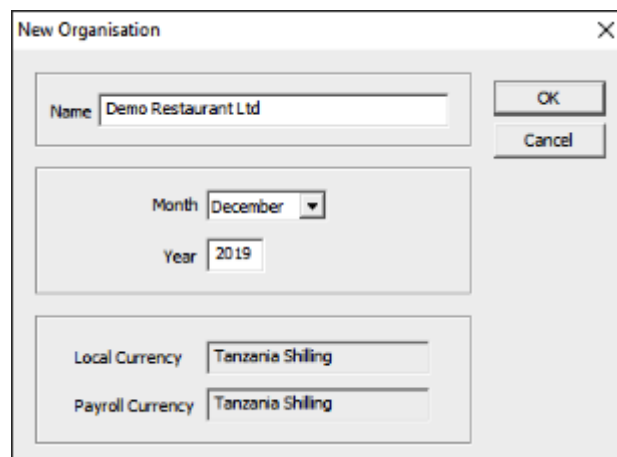 New Organisation
Name Demo Restaurant Ltd
OK
Cancel
Month December
Year 2019
Local Currency Tanzania Shilling
Payroll Currency Tanzania Shilling